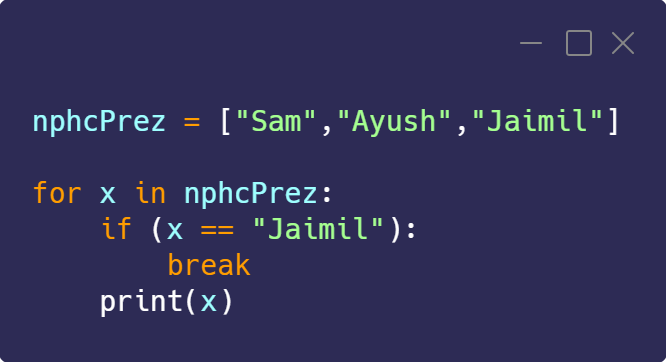 nphcPrez = ["Sam","Ayush","Jaimil"]
for x in nphcPrez:
    if (x == "Jaimil"):
        break
    print(x)